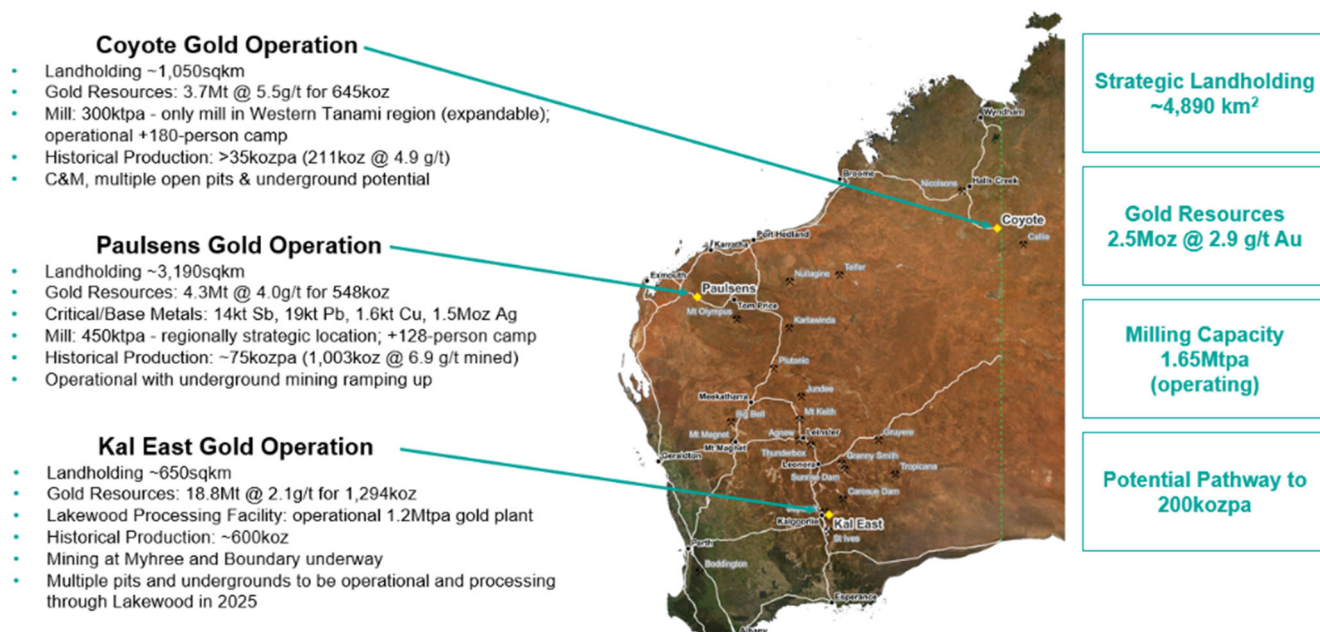 Coyote Gold Operation
• Landholding ~1,050sqkm
• Gold Resources: 3.7Mt @ 5.5g/t for 645koz
• Mill: 300ktpa - only mill in Western Tanami region (expandable);
operational +180-person camp
• Historical Production: >35kozpa (211koz @ 4.9 g/t)
• C&M, multiple open pits & underground potential
Paulsens Gold Operation
• Landholding ~3,190sqkm
• Gold Resources: 4.3Mt @ 4.0g/t for 548koz
• Critical/Base Metals: 14kt Sb, 19kt Pb, 1.6kt Cu, 1.5Moz Ag
• Mill: 450ktpa - regionally strategic location; +128-person camp
• Historical Production: ~75kozpa (1,003koz @ 6.9 g/t mined)
• Operational with underground mining ramping up
Kal East Gold Operation
• Landholding ~650sqkm
• Gold Resources: 18.8Mt @ 2.1g/t for 1,294koz
• Lakewood Processing Facility: operational 1.2Mtpa gold plant
• Historical Production: ~600koz
• Mining at Myhree and Boundary underway
• Multiple pits and undergrounds to be operational and processing
through Lakewood in 2025
Wyndham
Broome
Nicolsons
Halls Creek
Coyote
Callie
Port Hedland
Karratha
Exmouth
Nullagine
Telfer
Paulsens
Tom Price
Mt Olympus
Karlawinda
Plutonic
Jundee
Meekatharra
Big Bell
Mt Keith
Mt Magnet
Mt Magnet
Agnew
Leinster
Gruyere
Geraldton
Thunderbox
Leonora
Granny Smith
Sunrise Dam
Tropicana
Carosue Dam
Kalgoorlie
Kal East
St Ives
Perth
Boddington
Esperance
Albany
Strategic Landholding
~4,890 km²
Gold Resources
2.5Moz @ 2.9 g/t Au
Milling Capacity
1.65Mtpa
(operating)
Potential Pathway to
200kozpa